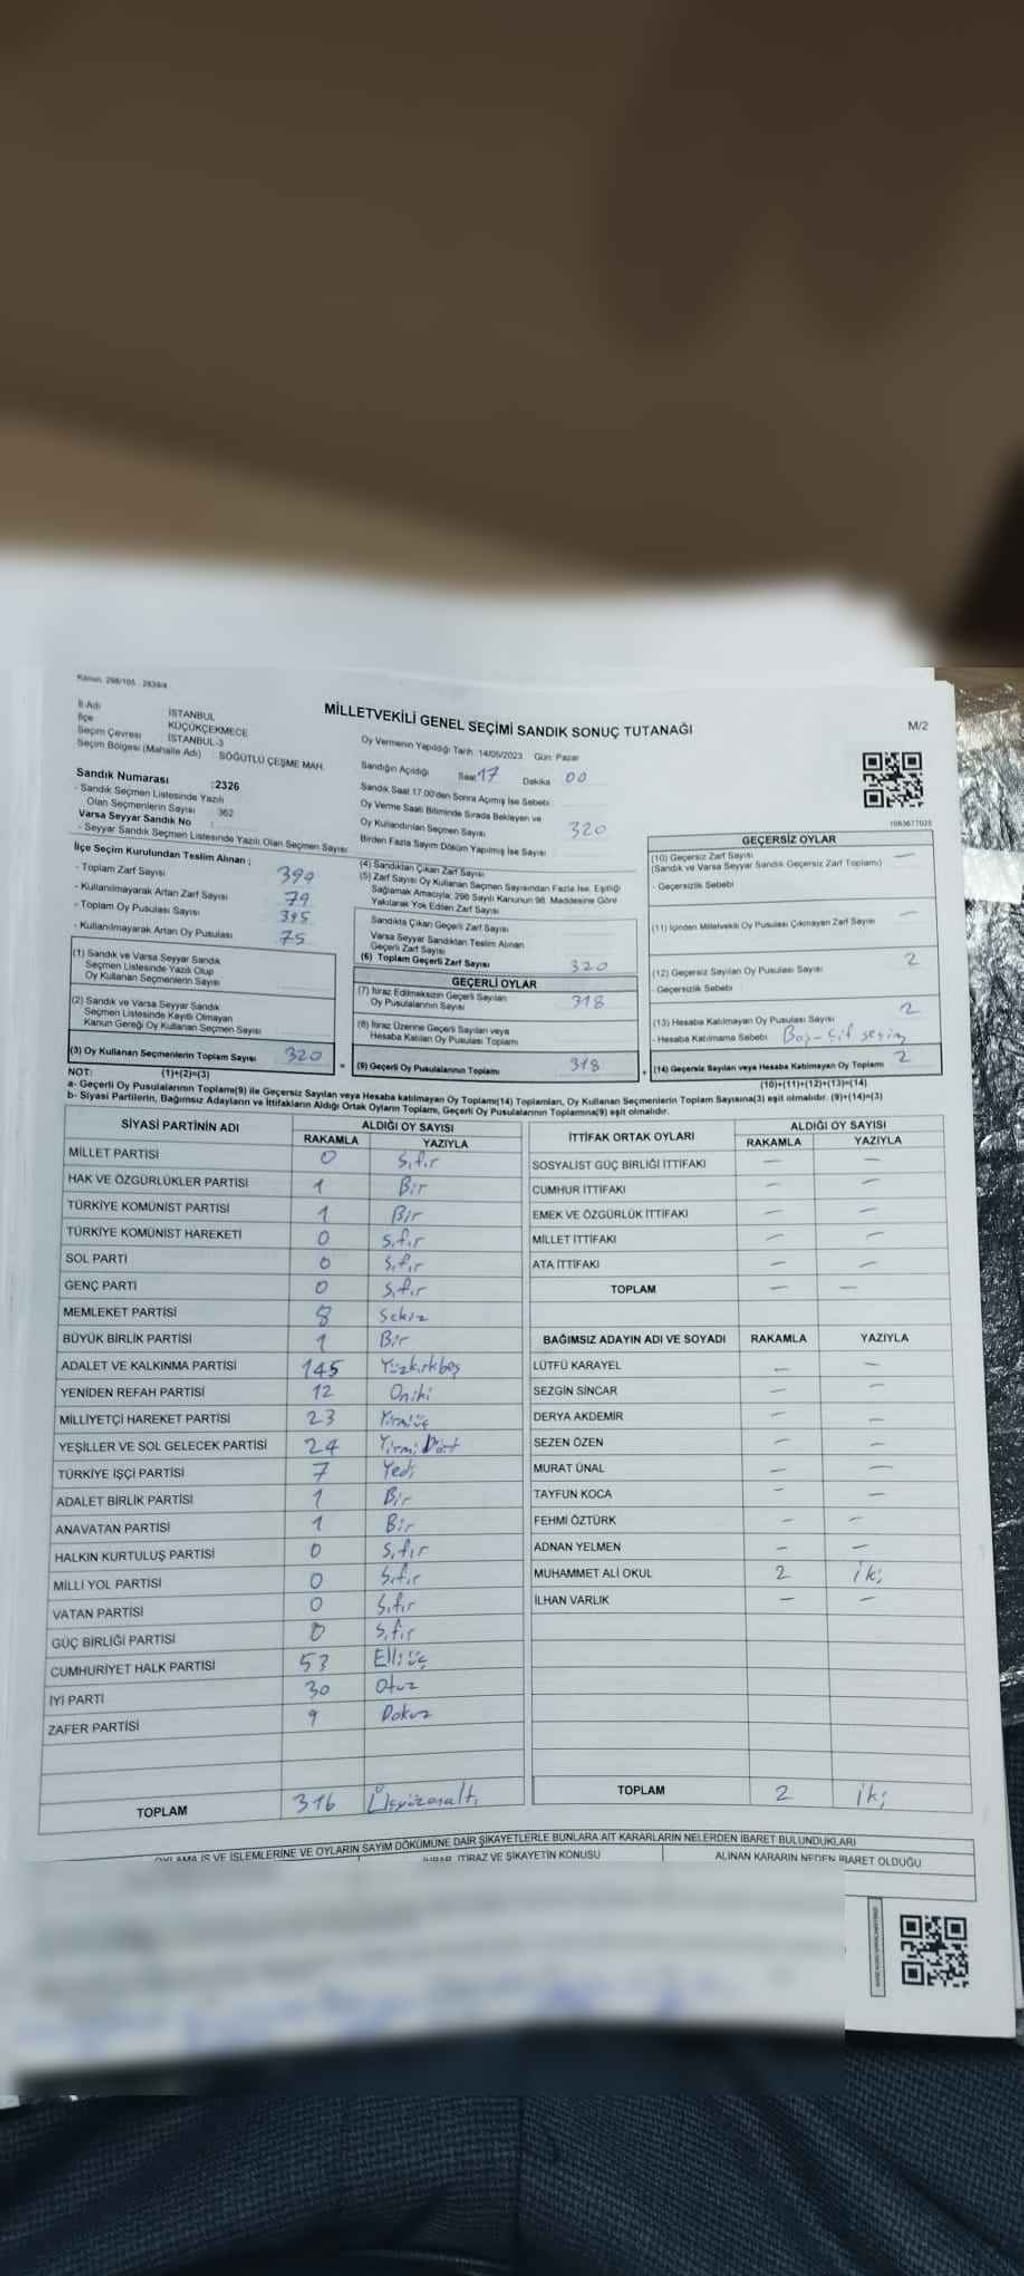 MİLLETVEKİLİ GENEL SEÇİMİ SANDIK SONUÇ TUTANAĞI
M/2
İl Adı İSTANBUL
İlçe KÜÇÜKÇEKMECE
Seçim Çevresi İSTANBUL-3
Seçim Bölgesi (Mahalle Adı) SÖĞÜTLÜ ÇEŞME MAH.
Sandık Numarası :2326
- Sandık Seçmen Listesinde Yazılı
Olan Seçmenlerin Sayısı 362
Varsa Seyyar Sandık No :
- Seyyar Sandık Seçmen Listesinde Yazılı Olan Seçmen Sayısı
Oy Vermenin Yapıldığı Tarih: 14/05/2023 Gün: Pazar
Sandığın Açıldığı Saat 17 Dakika 00
Sandık Saat 17.00'den Sonra Açılmış İse Sebebi
Oy Verme Saati Bitiminde Sırada Bekleyen ve
Oy Kullandırılan Seçmen Sayısı 320
Birden Fazla Sayım Döküm Yapılmış İse Sayısı
İlçe Seçim Kurulundan Teslim Alınan ;
- Toplam Zarf Sayısı
- Kullanılmayarak Artan Zarf Sayısı 79
- Toplam Oy Pusulası Sayısı
- Kullanılmayarak Artan Oy Pusulası 75
(1) Sandık ve Varsa Seyyar Sandık
Seçmen Listesinde Yazılı Olup
Oy Kullanan Seçmenlerin Sayısı
(2) Sandık ve Varsa Seyyar Sandık
Seçmen Listesinde Kayıtlı Olmayan
Kanun Gereği Oy Kullanan Seçmen Sayısı
(3) Oy Kullanan Seçmenlerin Toplam Sayısı 320
(1)+(2)=(3)
(4) Sandıktan Çıkan Zarf Sayısı
(5) Zarf Sayısı Oy Kullanan Seçmen Sayısından Fazla İse, Eşitliği
Sağlamak Amacıyla; 298 Sayılı Kanunun 98. Maddesine Göre
Yakılarak Yok Edilen Zarf Sayısı
Sandıkta Çıkan Geçerli Zarf Sayısı
Varsa Seyyar Sandıktan Teslim Alınan
Geçerli Zarf Sayısı
(6) Toplam Geçerli Zarf Sayısı 320
GEÇERLİ OYLAR
(7) İtiraz Edilmeksizin Geçerli Sayılan
Oy Pusulalarının Sayısı 318
(8) İtiraz Üzerine Geçerli Sayılan veya
Hesaba Katılan Oy Pusulası Toplamı
(9) Geçerli Oy Pusulalarının Toplamı 318
GEÇERSİZ OYLAR
(10) Geçersiz Zarf Sayısı —
(Sandık ve Varsa Seyyar Sandık Geçersiz Zarf Toplamı)
- Geçersizlik Sebebi
(11) İçinden Milletvekili Oy Pusulası Çıkmayan Zarf Sayısı —
(12) Geçersiz Sayılan Oy Pusulası Sayısı 2
- Geçersizlik Sebebi
(13) Hesaba Katılmayan Oy Pusulası Sayısı 2
- Hesaba Katılmama Sebebi
(14) Geçersiz Sayılan veya Hesaba Katılmayan Oy Toplamı 2
(10)+(11)+(12)+(13)=(14)
NOT:
a- Geçerli Oy Pusulalarının Toplamı(9) ile Geçersiz Sayılan veya Hesaba katılmayan Oy Toplamı(14) Toplamları, Oy Kullanan Seçmenlerin Toplam Sayısına(3) eşit olmalıdır. (9)+(14)=(3)
b- Siyasi Partilerin, Bağımsız Adayların ve İttifakların Aldığı Ortak Oyların Toplamı, Geçerli Oy Pusulalarının Toplamına(9) eşit olmalıdır.
SİYASİ PARTİNİN ADI ALDIĞI OY SAYISI
RAKAMLA YAZIYLA
MİLLET PARTİSİ 0 Sıfır
HAK VE ÖZGÜRLÜKLER PARTİSİ 1 Bir
TÜRKİYE KOMÜNİST PARTİSİ 1 Bir
TÜRKİYE KOMÜNİST HAREKETİ 0 Sıfır
SOL PARTİ 0 Sıfır
GENÇ PARTİ 0 Sıfır
MEMLEKET PARTİSİ 8 Sekiz
BÜYÜK BİRLİK PARTİSİ 1 Bir
ADALET VE KALKINMA PARTİSİ 145 Yüzkırkbeş
YENİDEN REFAH PARTİSİ 12 Oniki
MİLLİYETÇİ HAREKET PARTİSİ 23 Yirmiüç
YEŞİLLER VE SOL GELECEK PARTİSİ 24 Yirmi Dört
TÜRKİYE İŞÇİ PARTİSİ 7 Yedi
ADALET BİRLİK PARTİSİ 1 Bir
ANAVATAN PARTİSİ 1 Bir
HALKIN KURTULUŞ PARTİSİ 0 Sıfır
MİLLİ YOL PARTİSİ 0 Sıfır
VATAN PARTİSİ 0 Sıfır
GÜÇ BİRLİĞİ PARTİSİ 0 Sıfır
CUMHURİYET HALK PARTİSİ 53 Elliüç
İYİ PARTİ 30 Otuz
ZAFER PARTİSİ 9 Dokuz
TOPLAM 316 Üçyüzonaltı
İTTİFAK ORTAK OYLARI ALDIĞI OY SAYISI
RAKAMLA YAZIYLA
SOSYALİST GÜÇ BİRLİĞİ İTTİFAKI — —
CUMHUR İTTİFAKI — —
EMEK VE ÖZGÜRLÜK İTTİFAKI — —
MİLLET İTTİFAKI — —
ATA İTTİFAKI — —
TOPLAM — —
BAĞIMSIZ ADAYIN ADI VE SOYADI RAKAMLA YAZIYLA
LÜTFÜ KARAYEL — —
SEZGİN SİNCAR — —
DERYA AKDEMİR — —
SEZEN ÖZEN — —
MURAT ÜNAL — —
TAYFUN KOCA — —
FEHMİ ÖZTÜRK — —
ADNAN YELMEN — —
MUHAMMET ALİ OKUL 2 iki
İLHAN VARLIK — —
TOPLAM 2 iki
OYLAMA İŞ VE İŞLEMLERİNE VE OYLARIN SAYIM DÖKÜMÜNE DAİR ŞİKAYETLERLE BUNLARA AİT KARARLARIN NELERDEN İBARET BULUNDUKLARI
İTİRAZ VE ŞİKAYETİN KONUSU
ALINAN KARARIN NEDEN İBARET OLDUĞU